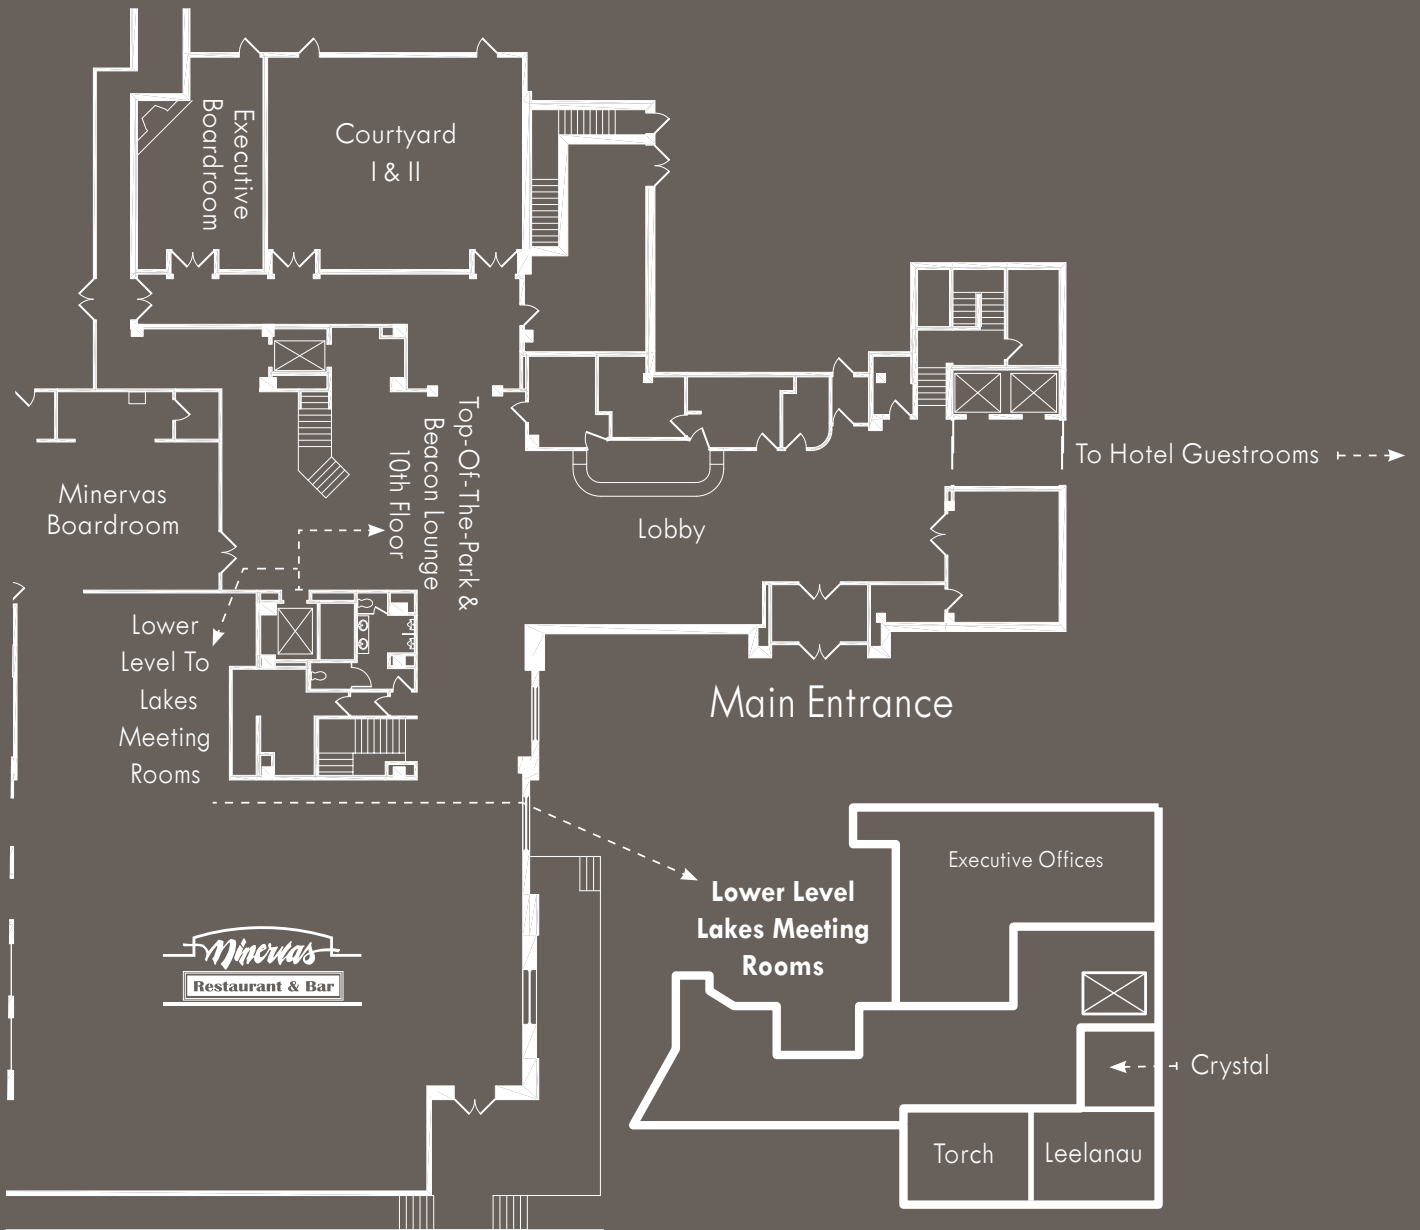 Executive
Boardroom
Courtyard
I & II
Top-Of-The-Park &
Beacon Lounge
10th Floor
To Hotel Guestrooms
Minervas
Boardroom
Lobby
Lower
Level To
Lakes
Meeting
Rooms
Main Entrance
Executive Offices
Lower Level
Lakes Meeting
Rooms
Minervas
Restaurant & Bar
Crystal
Torch
Leelanau